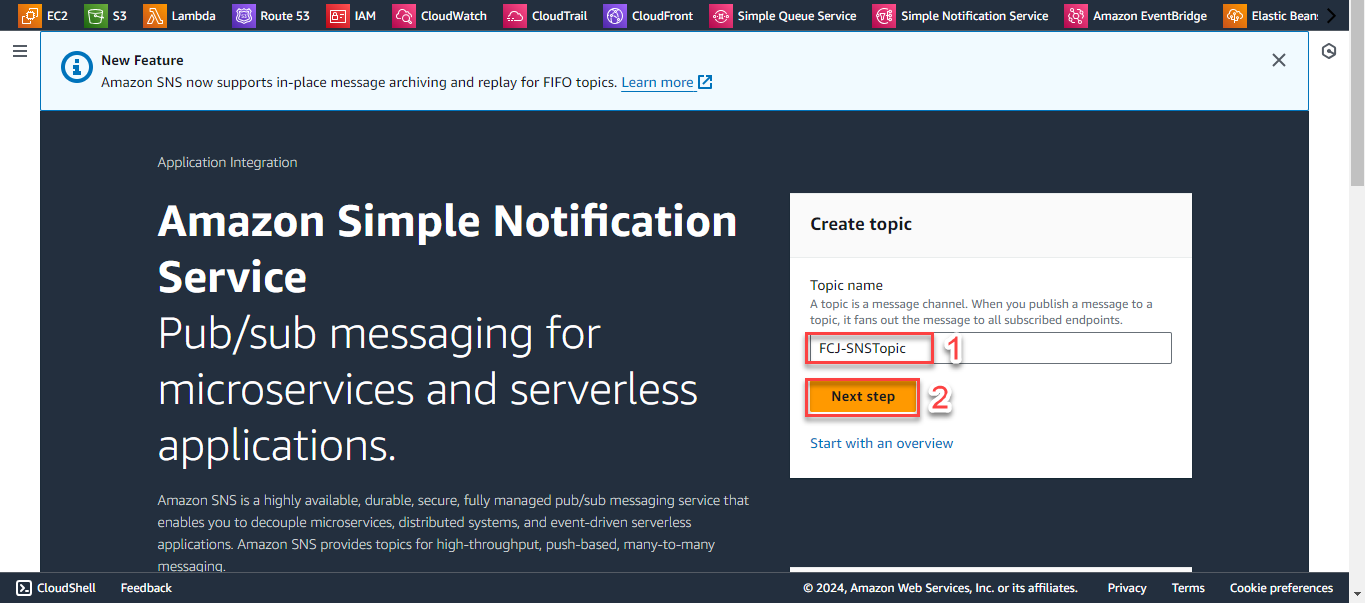 EC2 S3 Lambda Route 53 IAM CloudWatch CloudTrail CloudFront Simple Queue Service Simple Notification Service Amazon EventBridge Elastic Bean
New Feature
Amazon SNS now supports in-place message archiving and replay for FIFO topics. Learn more
Application Integration
Amazon Simple Notification
Service
Pub/sub messaging for
microservices and serverless
applications.
Amazon SNS is a highly available, durable, secure, fully managed pub/sub messaging service that
enables you to decouple microservices, distributed systems, and event-driven serverless
applications. Amazon SNS provides topics for high-throughput, push-based, many-to-many
messaging.
Create topic
Topic name
A topic is a message channel. When you publish a message to a
topic, it fans out the message to all subscribed endpoints.
FCJ-SNSTopic 1
Next step 2
Start with an overview
CloudShell Feedback © 2024, Amazon Web Services, Inc. or its affiliates. Privacy Terms Cookie preferences